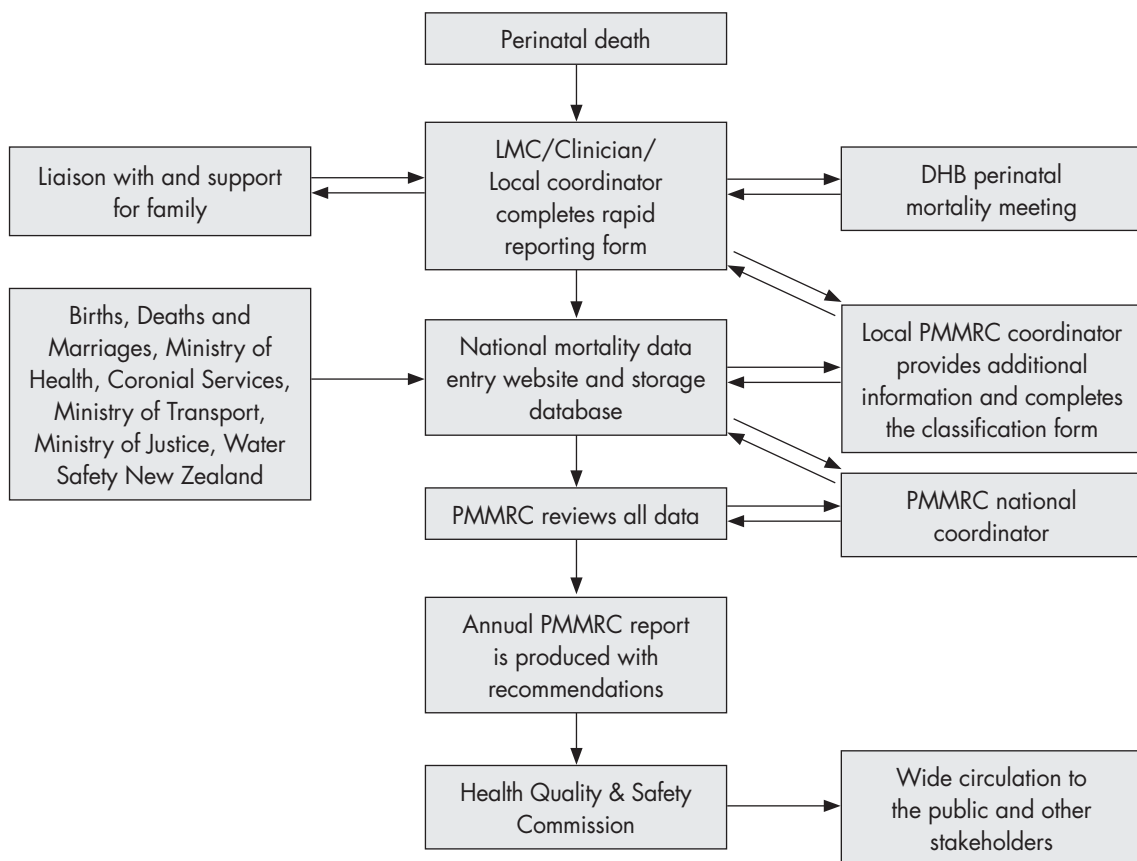 Perinatal death
LMC/Clinician/
Local coordinator
completes rapid
reporting form
Liaison with and support
for family
DHB perinatal
mortality meeting
Births, Deaths and
Marriages, Ministry of
Health, Coronial Services,
Ministry of Transport,
Ministry of Justice, Water
Safety New Zealand
National mortality data
entry website and storage
database
Local PMMRC coordinator
provides additional
information and completes
the classification form
PMMRC reviews all data
PMMRC national
coordinator
Annual PMMRC report
is produced with
recommendations
Health Quality & Safety
Commission
Wide circulation to
the public and other
stakeholders